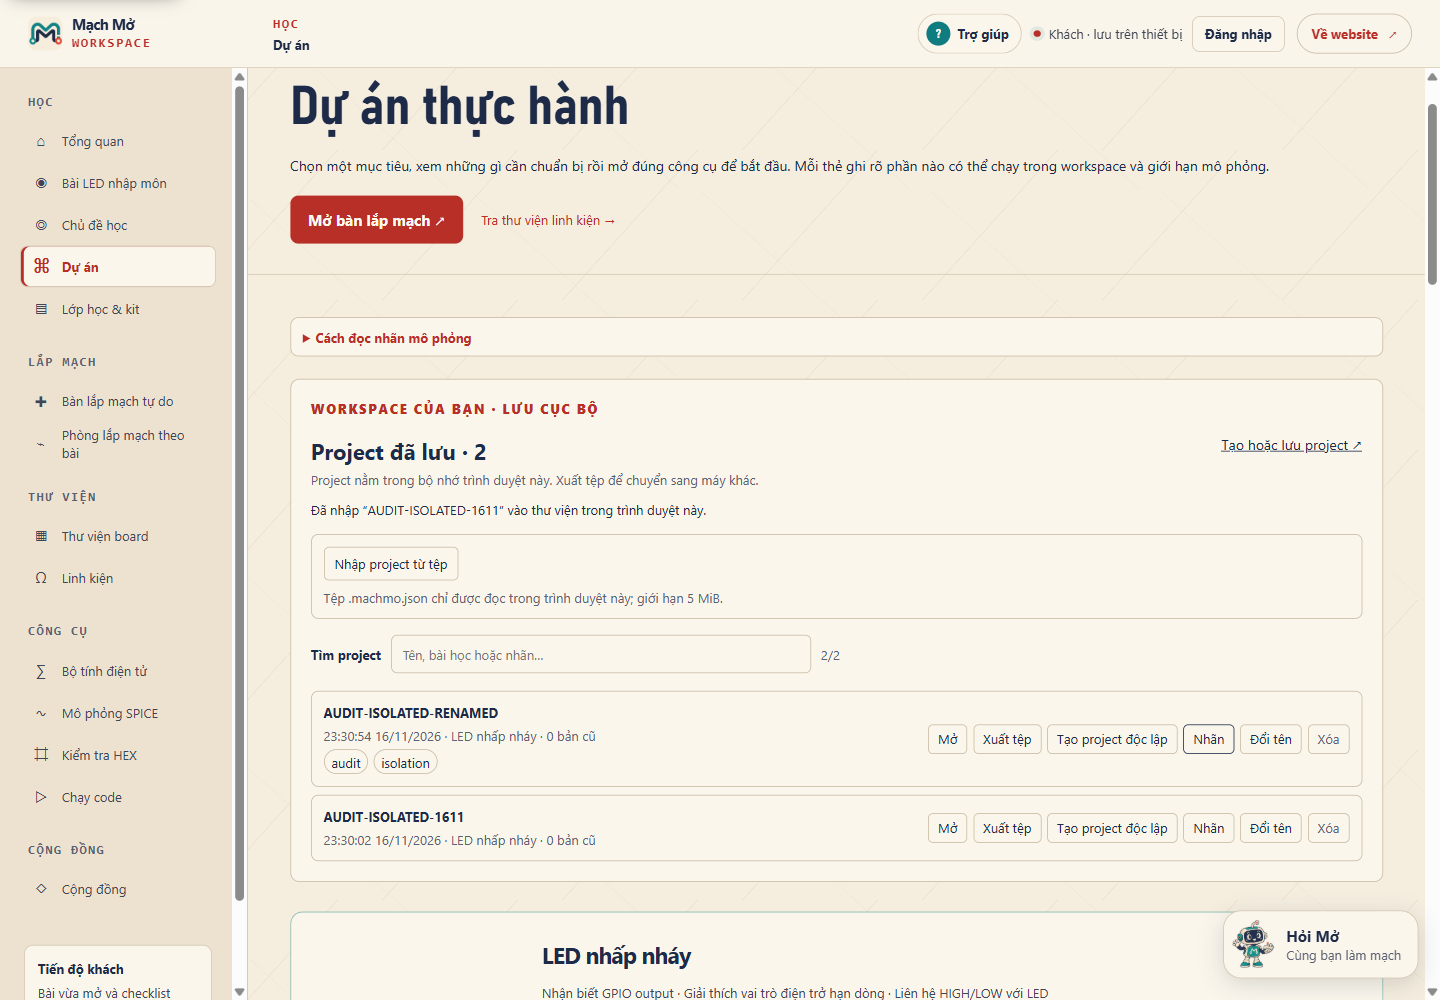 Mạch Mở
WORKSPACE
HỌC
Dự án
? Trợ giúp
Khách · lưu trên thiết bị
Đăng nhập
Về website ↗
HỌC
Tổng quan
Bài LED nhập môn
Chủ đề học
Dự án
Lớp học & kit
LẮP MẠCH
Bàn lắp mạch tự do
Phòng lắp mạch theo
bài
THƯ VIỆN
Thư viện board
Linh kiện
CÔNG CỤ
Bộ tính điện tử
Mô phỏng SPICE
Kiểm tra HEX
Chạy code
CỘNG ĐỒNG
Cộng đồng
Tiến độ khách
Bài vừa mở và checklist
Dự án thực hành
Chọn một mục tiêu, xem những gì cần chuẩn bị rồi mở đúng công cụ để bắt đầu. Mỗi thẻ ghi rõ phần nào có thể chạy trong workspace và giới hạn mô phỏng.
Mở bàn lắp mạch ↗
Tra thư viện linh kiện →
Cách đọc nhãn mô phỏng
WORKSPACE CỦA BẠN · LƯU CỤC BỘ
Project đã lưu · 2
Tạo hoặc lưu project ↗
Project nằm trong bộ nhớ trình duyệt này. Xuất tệp để chuyển sang máy khác.
Đã nhập “AUDIT-ISOLATED-1611” vào thư viện trong trình duyệt này.
Nhập project từ tệp
Tệp .machmo.json chỉ được đọc trong trình duyệt này; giới hạn 5 MiB.
Tìm project
Tên, bài học hoặc nhãn...
2/2
AUDIT-ISOLATED-RENAMED
23:30:54 16/11/2026 · LED nhấp nháy · 0 bản cũ
audit
isolation
Mở
Xuất tệp
Tạo project độc lập
Nhãn
Đổi tên
Xóa
AUDIT-ISOLATED-1611
23:30:02 16/11/2026 · LED nhấp nháy · 0 bản cũ
Mở
Xuất tệp
Tạo project độc lập
Nhãn
Đổi tên
Xóa
LED nhấp nháy
Nhận biết GPIO output · Giải thích vai trò điện trở hạn dòng · Liên hệ HIGH/LOW với LED
Hỏi Mở
Cùng bạn làm mạch